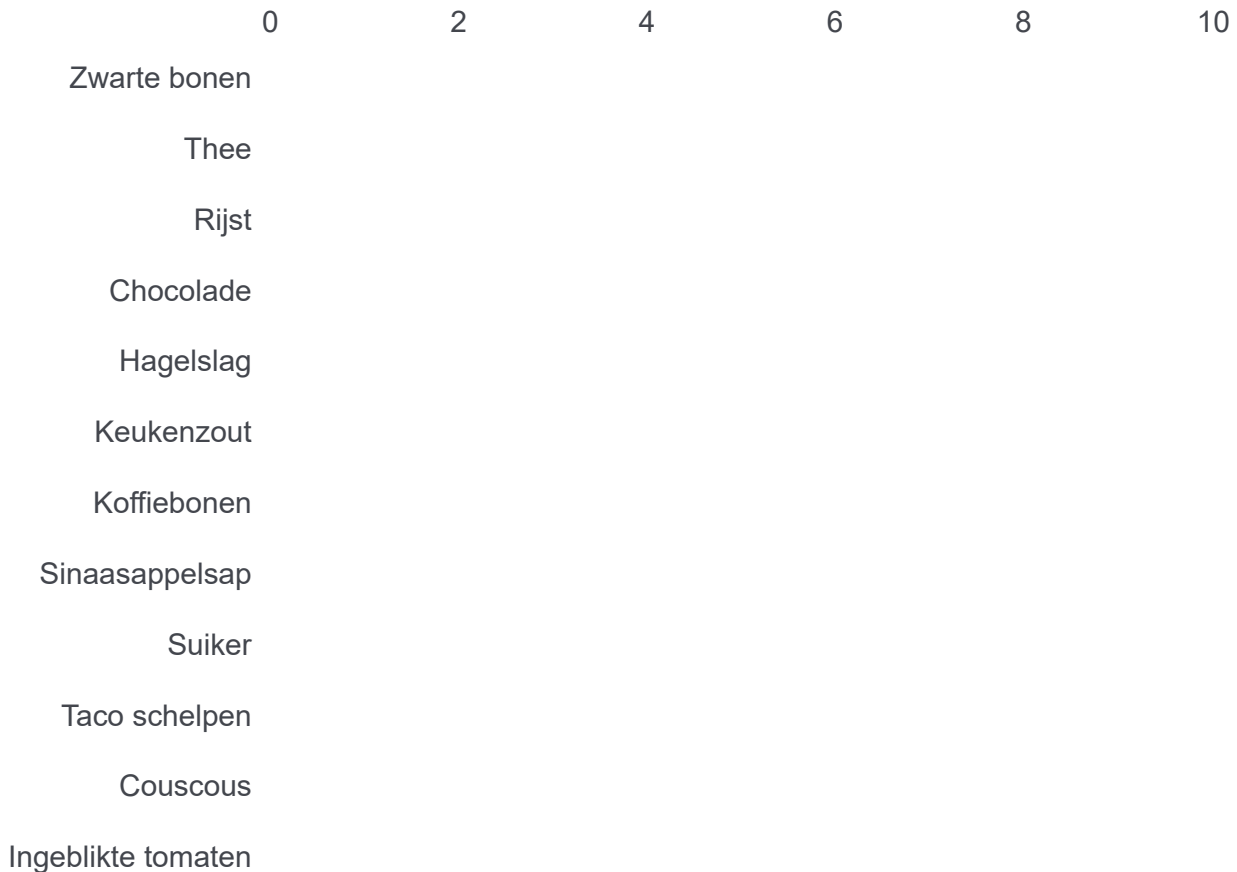 0 2 4 6 8 10
Zwarte bonen
Thee
Rijst
Chocolade
Hagelslag
Keukenzout
Koffiebonen
Sinaasappelsap
Suiker
Taco schelpen
Couscous
Ingeblikte tomaten